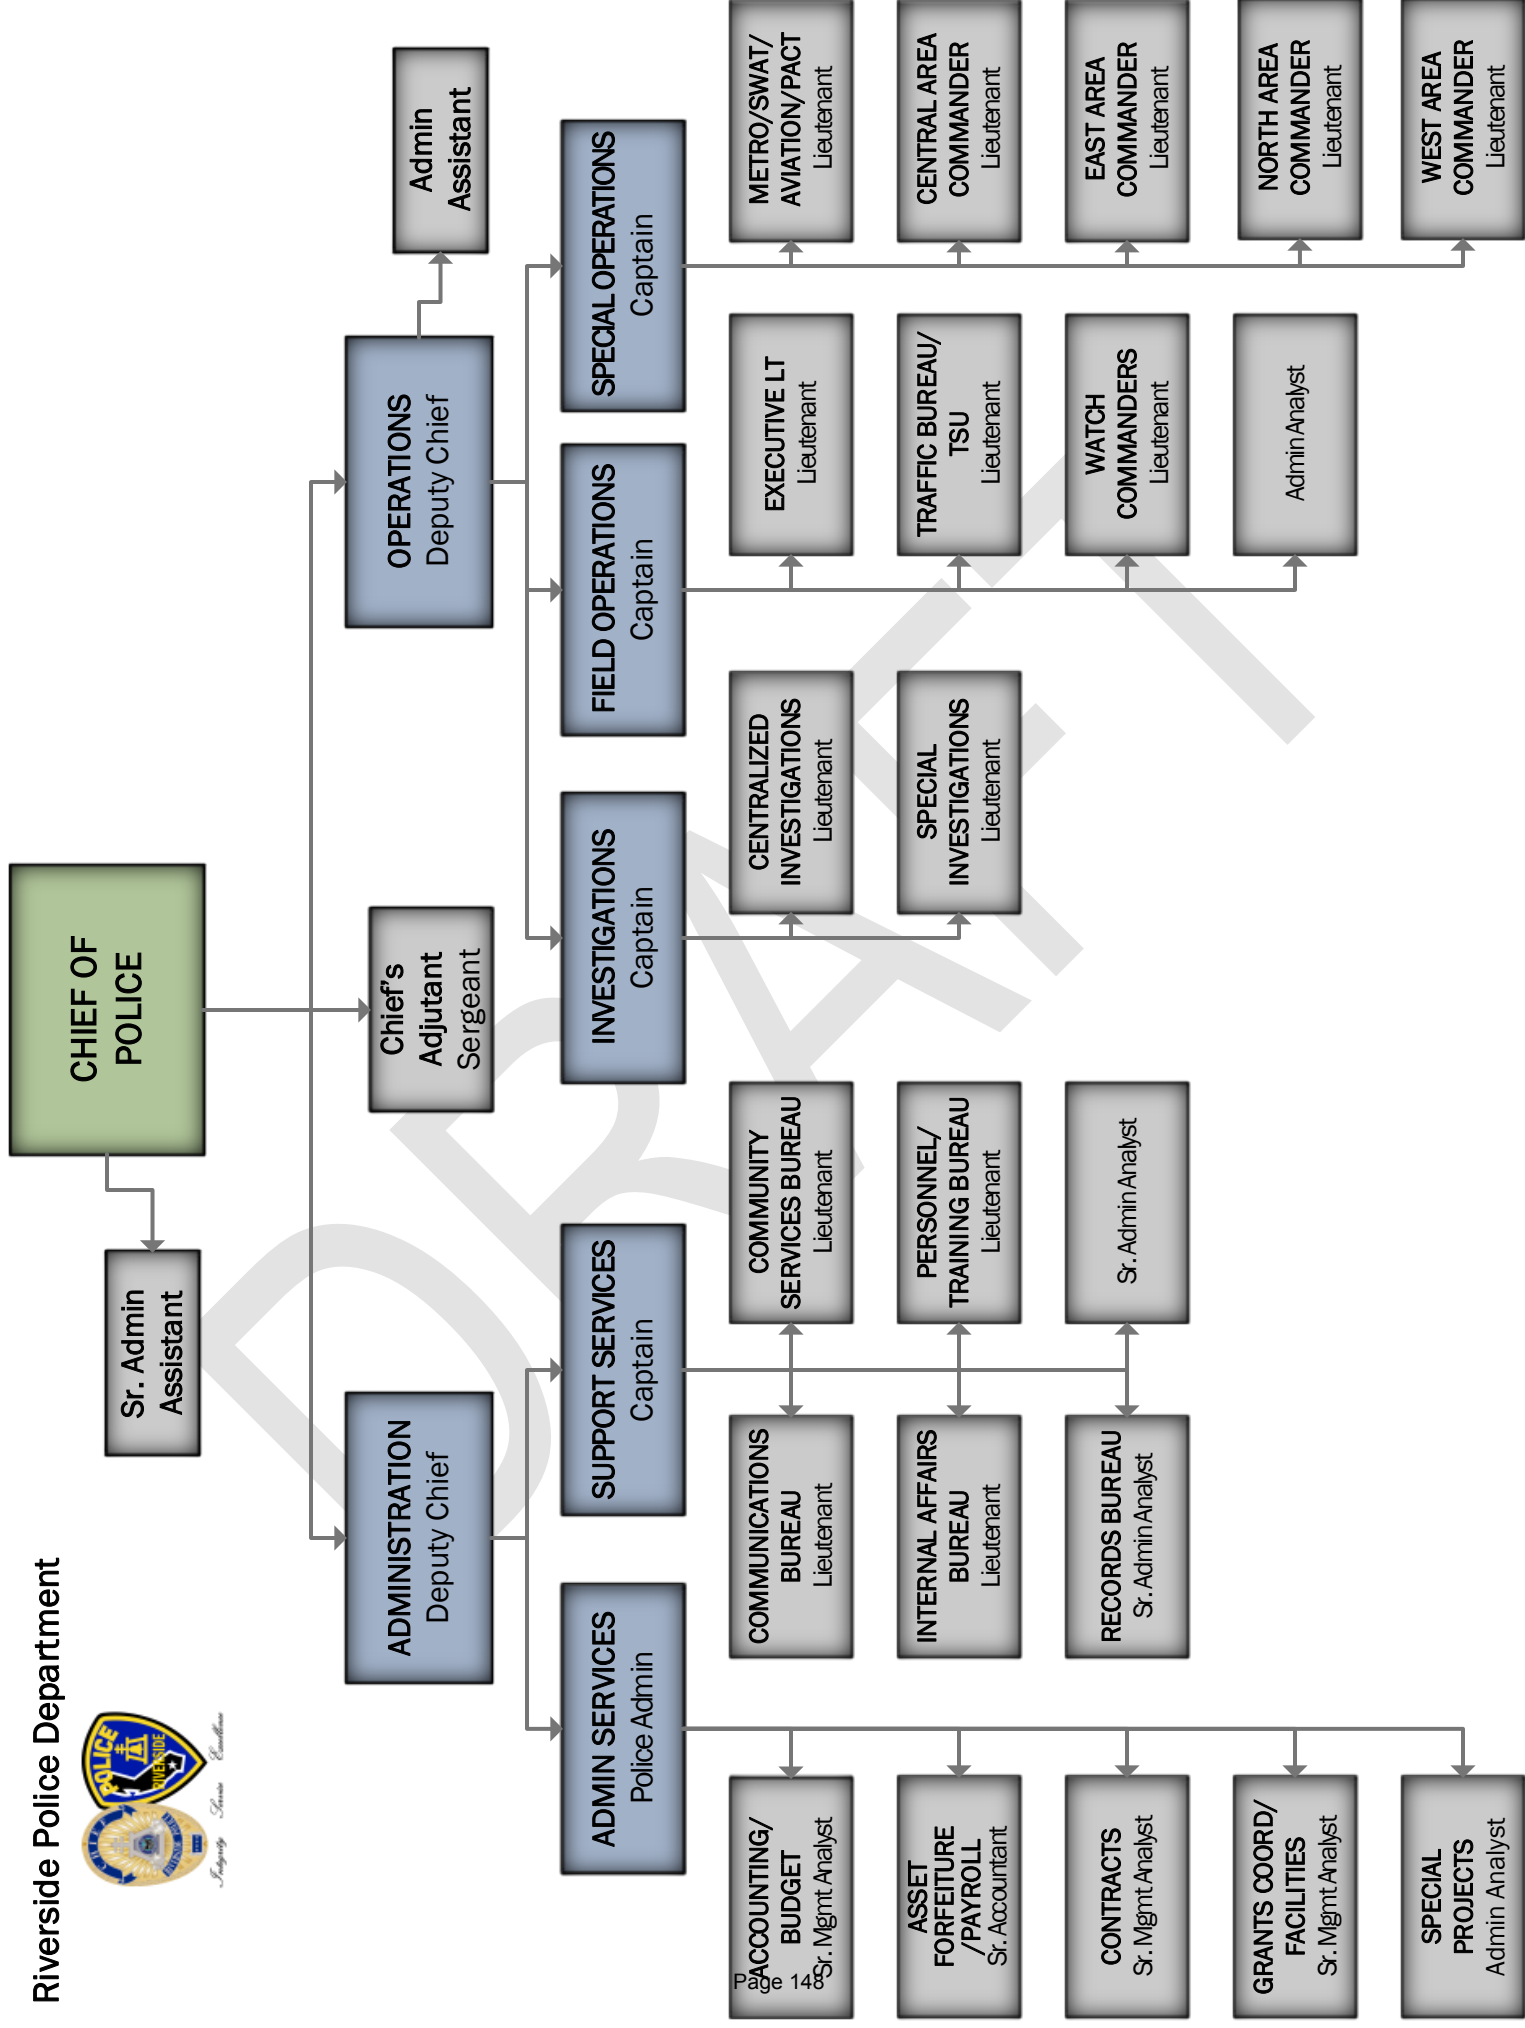 Riverside Police Department
CHIEF
POLICE
RIVERSIDE
Integrity Service Excellence
CHIEF OF
POLICE
Sr. Admin
Assistant
Chief's
Adjutant
Sergeant
ADMINISTRATION
Deputy Chief
OPERATIONS
Deputy Chief
Admin
Assistant
ADMIN SERVICES
Police Admin
SUPPORT SERVICES
Captain
INVESTIGATIONS
Captain
FIELD OPERATIONS
Captain
SPECIAL OPERATIONS
Captain
ACCOUNTING/
BUDGET
Sr. Mgmt Analyst
ASSET
FORFEITURE
/PAYROLL
Sr. Accountant
CONTRACTS
Sr. Mgmt Analyst
GRANTS COORD/
FACILITIES
Sr. Mgmt Analyst
SPECIAL
PROJECTS
Admin Analyst
COMMUNICATIONS
BUREAU
Lieutenant
INTERNAL AFFAIRS
BUREAU
Lieutenant
RECORDS BUREAU
Sr. Admin Analyst
COMMUNITY
SERVICES BUREAU
Lieutenant
PERSONNEL/
TRAINING BUREAU
Lieutenant
Sr. Admin Analyst
CENTRALIZED
INVESTIGATIONS
Lieutenant
SPECIAL
INVESTIGATIONS
Lieutenant
EXECUTIVE LT
Lieutenant
TRAFFIC BUREAU/
TSU
Lieutenant
WATCH
COMMANDERS
Lieutenant
Admin Analyst
METRO/SWAT/
AVIATION/PACT
Lieutenant
CENTRAL AREA
COMMANDER
Lieutenant
EAST AREA
COMMANDER
Lieutenant
NORTH AREA
COMMANDER
Lieutenant
WEST AREA
COMMANDER
Lieutenant
DRAFT
Page 148